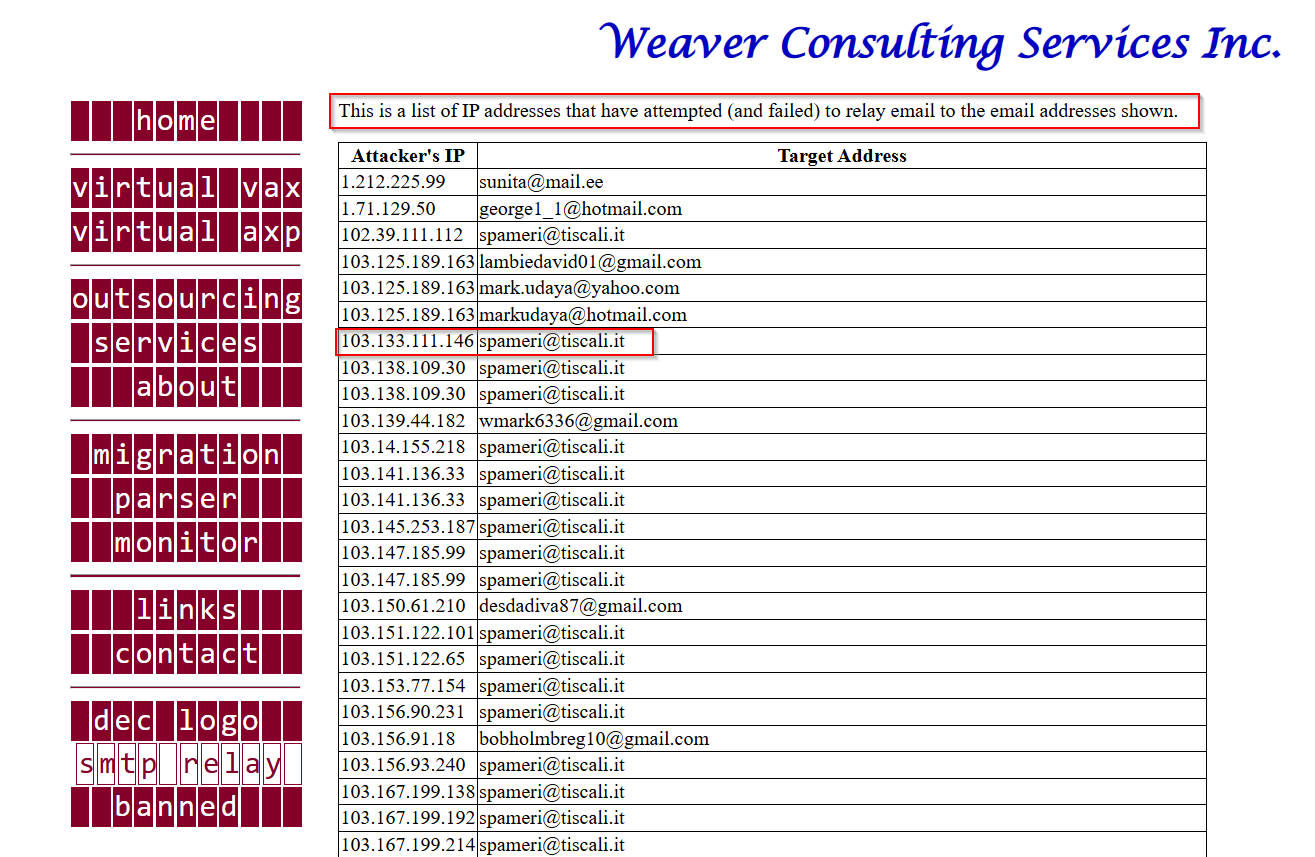 Weaver Consulting Services Inc.
home
virtual vax
virtual axp
outsourcing
services
about
migration
parser
monitor
links
contact
dec logo
smtp relay
banned
This is a list of IP addresses that have attempted (and failed) to relay email to the email addresses shown.
Attacker's IP Target Address
1.212.225.99 sunita@mail.ee
1.71.129.50 george1_1@hotmail.com
102.39.111.112 spameri@tiscali.it
103.125.189.163 lambiedavid01@gmail.com
103.125.189.163 mark.udaya@yahoo.com
103.125.189.163 markudaya@hotmail.com
103.133.111.146 spameri@tiscali.it
103.138.109.30 spameri@tiscali.it
103.138.109.30 spameri@tiscali.it
103.139.44.182 wmark6336@gmail.com
103.14.155.218 spameri@tiscali.it
103.141.136.33 spameri@tiscali.it
103.141.136.33 spameri@tiscali.it
103.145.253.187 spameri@tiscali.it
103.147.185.99 spameri@tiscali.it
103.147.185.99 spameri@tiscali.it
103.150.61.210 desdadiva87@gmail.com
103.151.122.101 spameri@tiscali.it
103.151.122.65 spameri@tiscali.it
103.153.77.154 spameri@tiscali.it
103.156.90.231 spameri@tiscali.it
103.156.91.18 bobholmbreg10@gmail.com
103.156.93.240 spameri@tiscali.it
103.167.199.138 spameri@tiscali.it
103.167.199.192 spameri@tiscali.it
103.167.199.214 spameri@tiscali.it